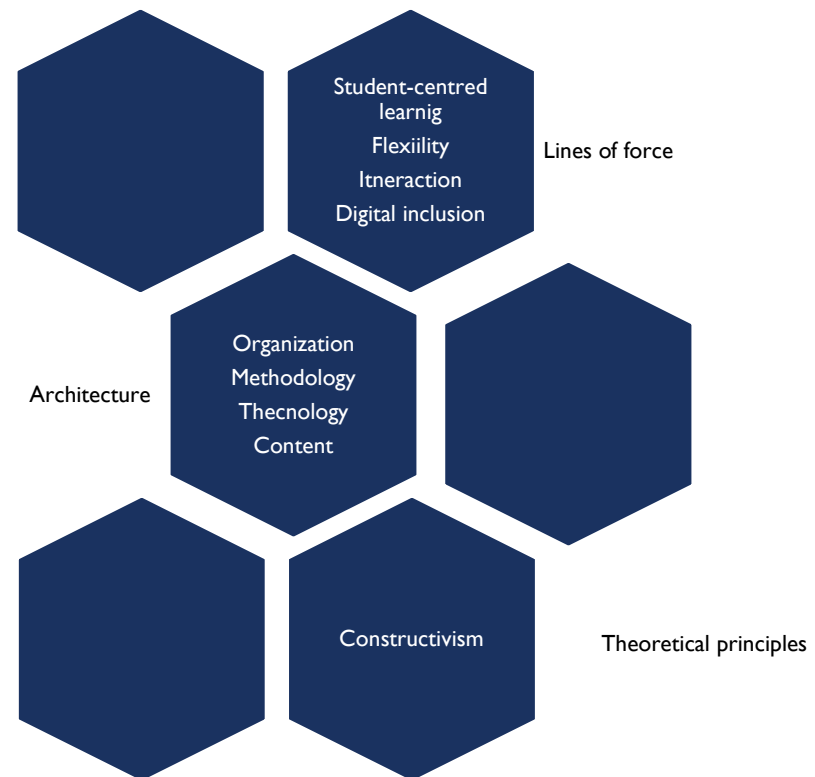 Student-centred
learnig
Flexiility
Itneraction
Digital inclusion
Lines of force
Architecture
Organization
Methodology
Thecnology
Content
Constructivism
Theoretical principles